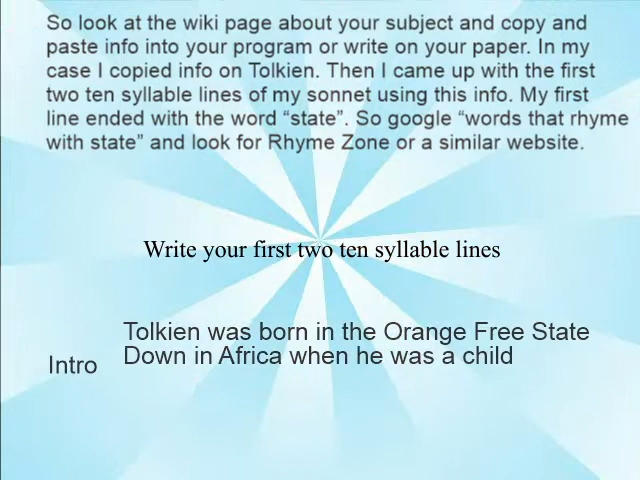 So look at the wiki page about your subject and copy and
paste info into your program or write on your paper. In my
case I copied info on Tolkien. Then I came up with the first
two ten syllable lines of my sonnet using this info. My first
line ended with the word “state”. So google “words that rhyme
with state” and look for Rhyme Zone or a similar website.
Write your first two ten syllable lines
Intro
Tolkien was born in the Orange Free State
Down in Africa when he was a child